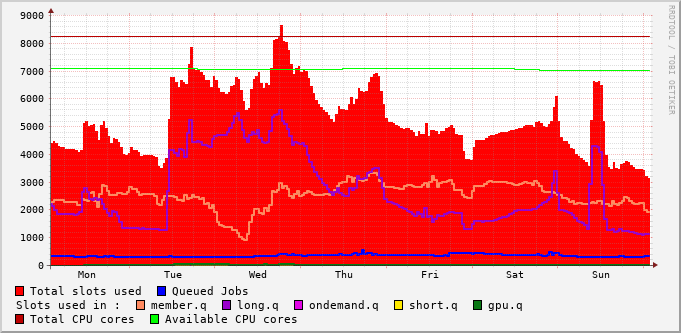 9000
8000
7000
6000
5000
4000
3000
2000
1000
0
Mon Tue Wed Thu Fri Sat Sun
Total slots used Queued Jobs
Slots used in : member.q long.q ondemand.q short.q gpu.q
Total CPU cores Available CPU cores
RRDTOOL / TOBI OETIKER